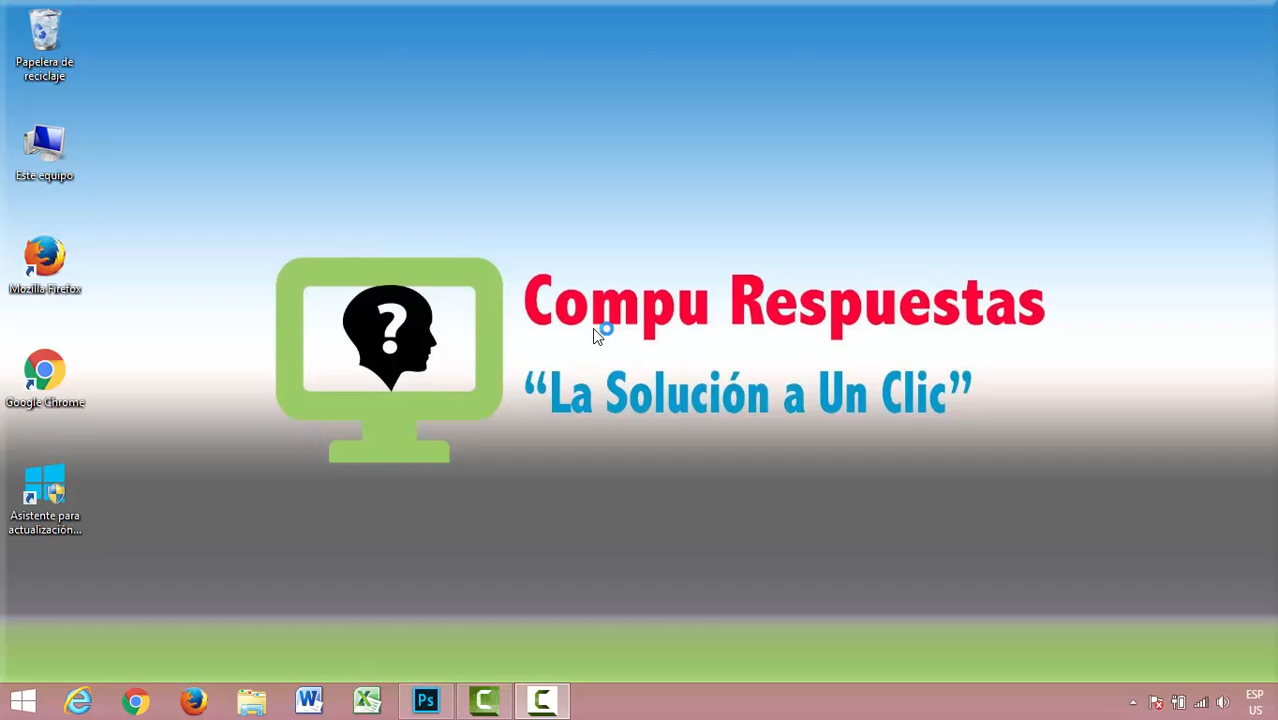 Papelera de
reciclaje
Este equipo
Mozilla Firefox
Google Chrome
Asistente para
actualización...
?
Compu Respuestas
“La Solución a Un Clic”
Ps
ESP
US